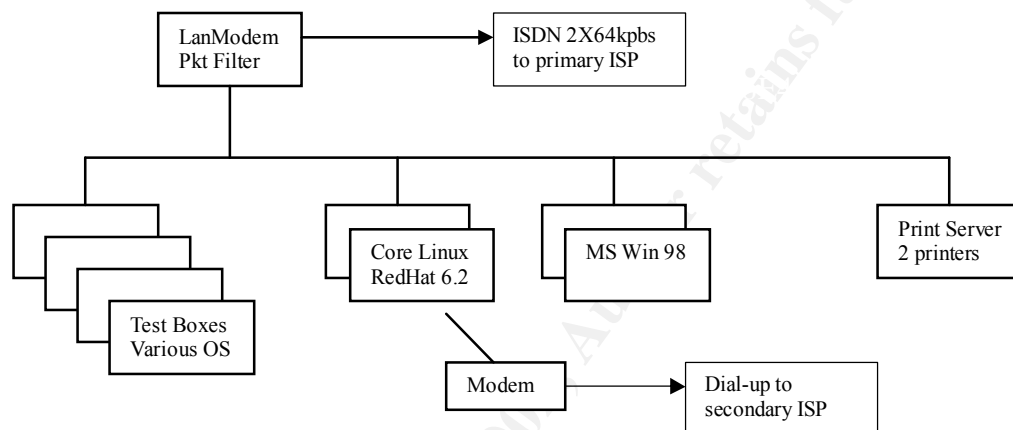 LanModem
Pkt Filter
ISDN 2X64kpbs
to primary ISP
Test Boxes
Various OS
Core Linux
RedHat 6.2
MS Win 98
Print Server
2 printers
Modem
Dial-up to
secondary ISP
retains